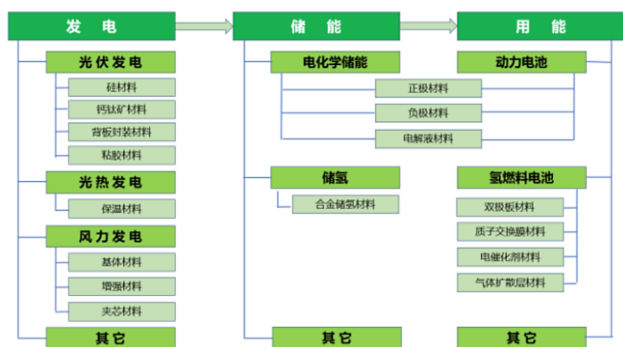 发 电
储 能
用 能
光伏发电
硅材料
钙钛矿材料
背板封装材料
粘胶材料
光热发电
保温材料
风力发电
基体材料
增强材料
夹芯材料
其它
电化学储能
动力电池
正极材料
负极材料
电解液材料
储氢
合金储氢材料
其它
氢燃料电池
双极板材料
质子交换膜材料
电催化剂材料
气体扩散层材料
其它